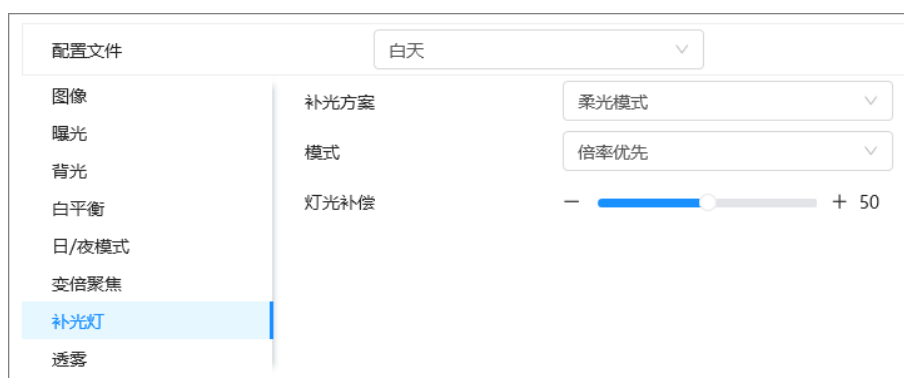 配置文件 白天
图像
补光方案 柔光模式
曝光
模式 倍率优先
背光
白平衡
灯光补偿 − + 50
日/夜模式
变倍聚焦
补光灯
透雾